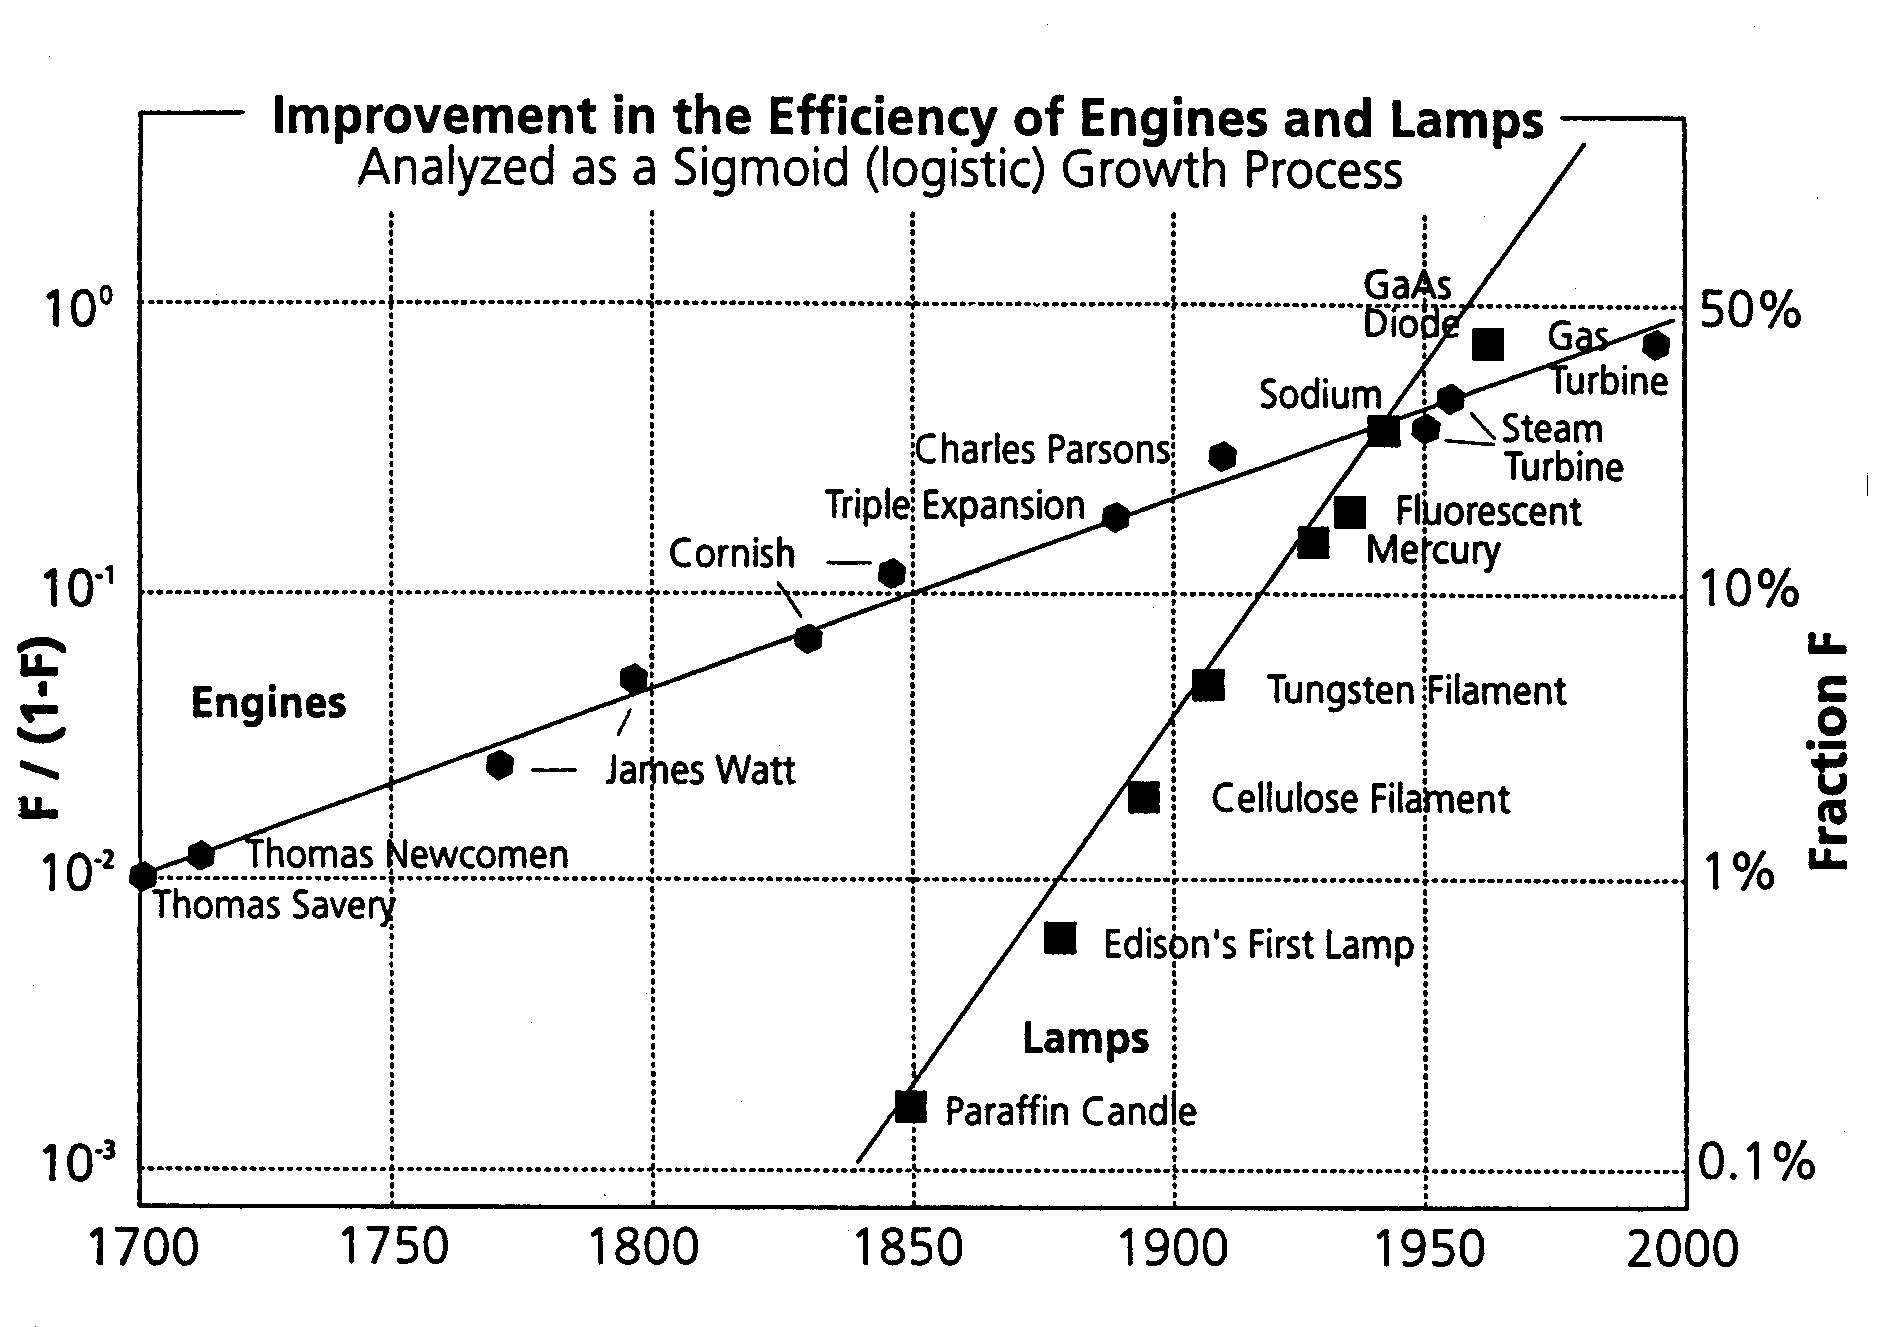 Improvement in the Efficiency of Engines and Lamps
Analyzed as a Sigmoid (logistic) Growth Process
GaAs
Diode
10⁰
50%
Gas
Turbine
Sodium
Steam
Turbine
Charles Parsons
Triple Expansion
Fluorescent
Mercury
Cornish
10⁻¹
10%
F / (1-F)
Fraction F
Engines
Tungsten Filament
James Watt
Cellulose Filament
Thomas Newcomen
10⁻²
1%
Thomas Savery
Edison's First Lamp
Lamps
Paraffin Candle
10⁻³
0.1%
1700 1750 1800 1850 1900 1950 2000